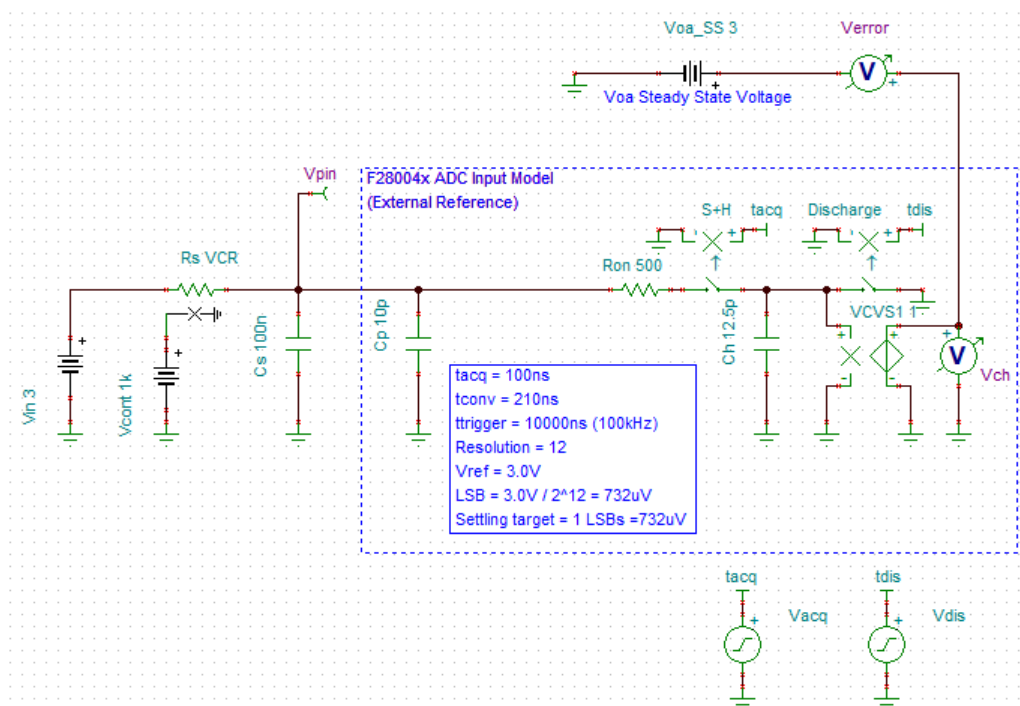 Voa_SS 3
Verror
V
+
+
Voa Steady State Voltage
Vpin
F28004x ADC Input Model
(External Reference)
S+H
tacq
Discharge
tdis
- +
- +
Rs VCR
Ron 500
VCVS1 1
+
Vin 3
+
Vcont 1k
Cs 100n
Cp 10p
Ch 12.5p
+
-
+
-
+
V
Vch
tacq = 100ns
tconv = 210ns
ttrigger = 10000ns (100kHz)
Resolution = 12
Vref = 3.0V
LSB = 3.0V / 2^12 = 732uV
Settling target = 1 LSBs =732uV
tacq
tdis
+
Vacq
+
Vdis